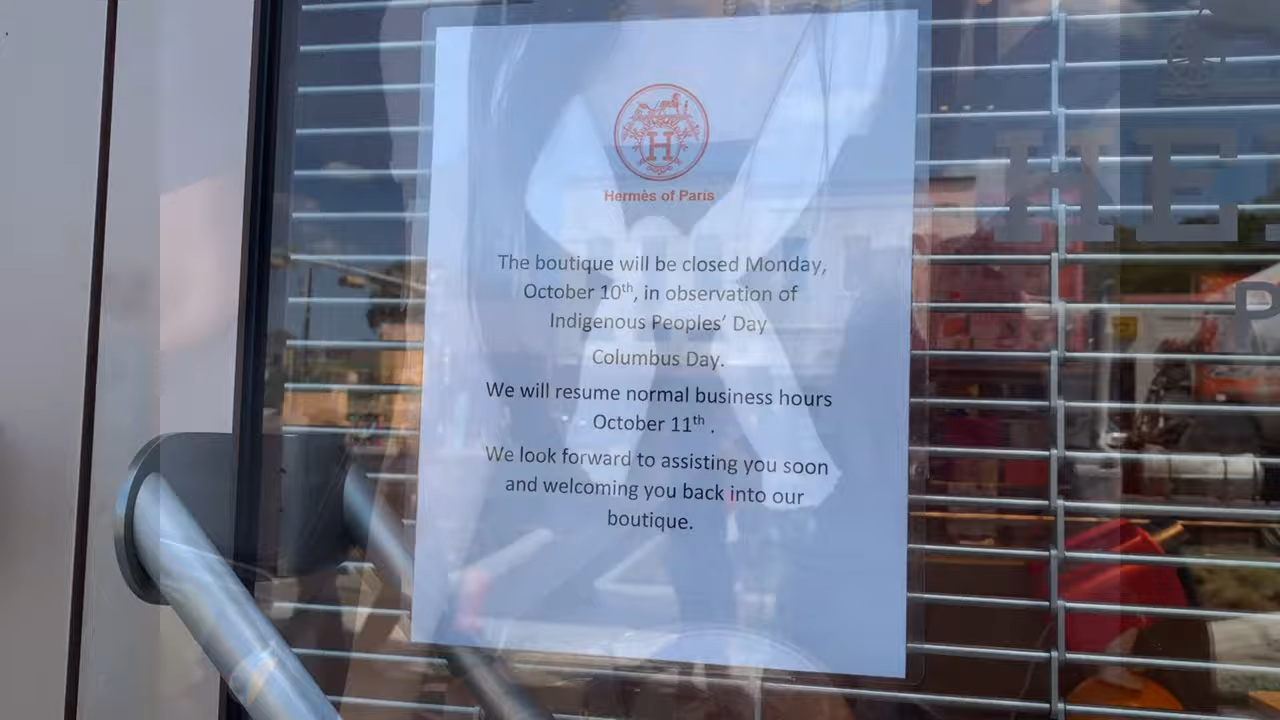 H
Hermès of Paris
The boutique will be closed Monday,
October 10th, in observation of
Indigenous Peoples’ Day
Columbus Day.
We will resume normal business hours
October 11th .
We look forward to assisting you soon
and welcoming you back into our
boutique.